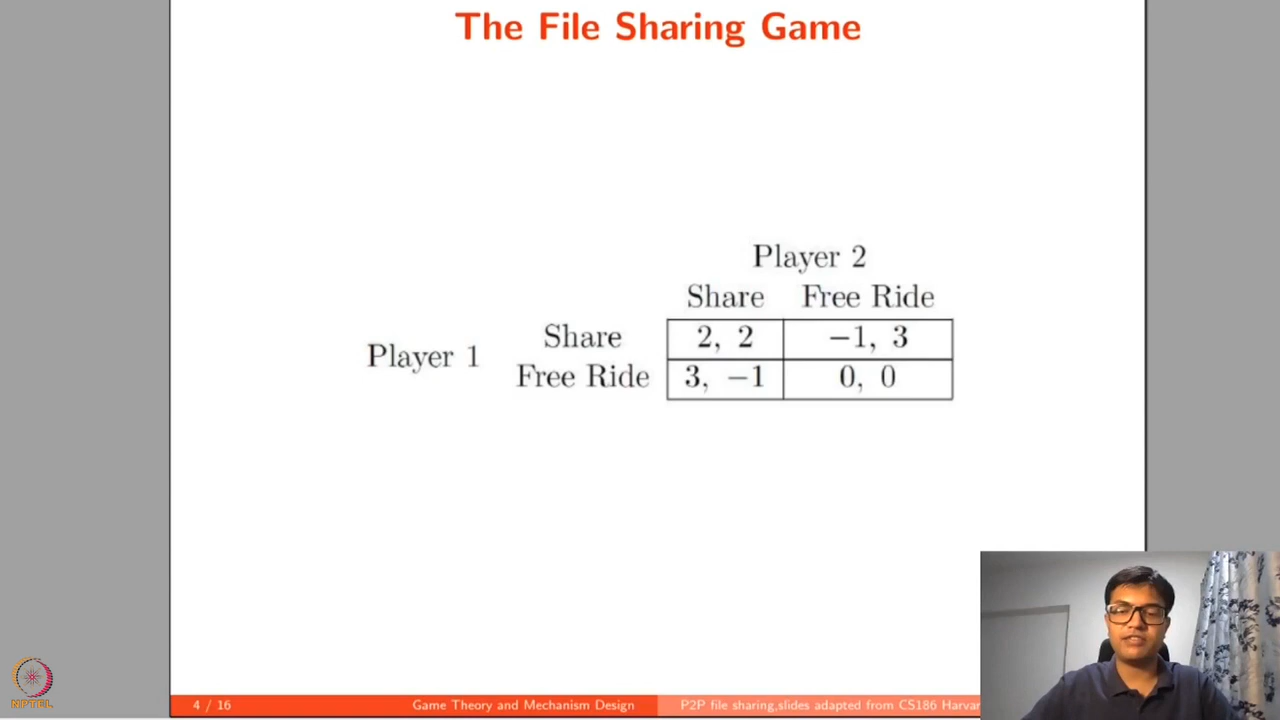 The File Sharing Game
Player 2
Share Free Ride
Share 2, 2 −1, 3
Player 1
Free Ride 3, −1 0, 0
NPTEL
4 / 16 Game Theory and Mechanism Design P2P file sharing,slides adapted from CS186 Harvar